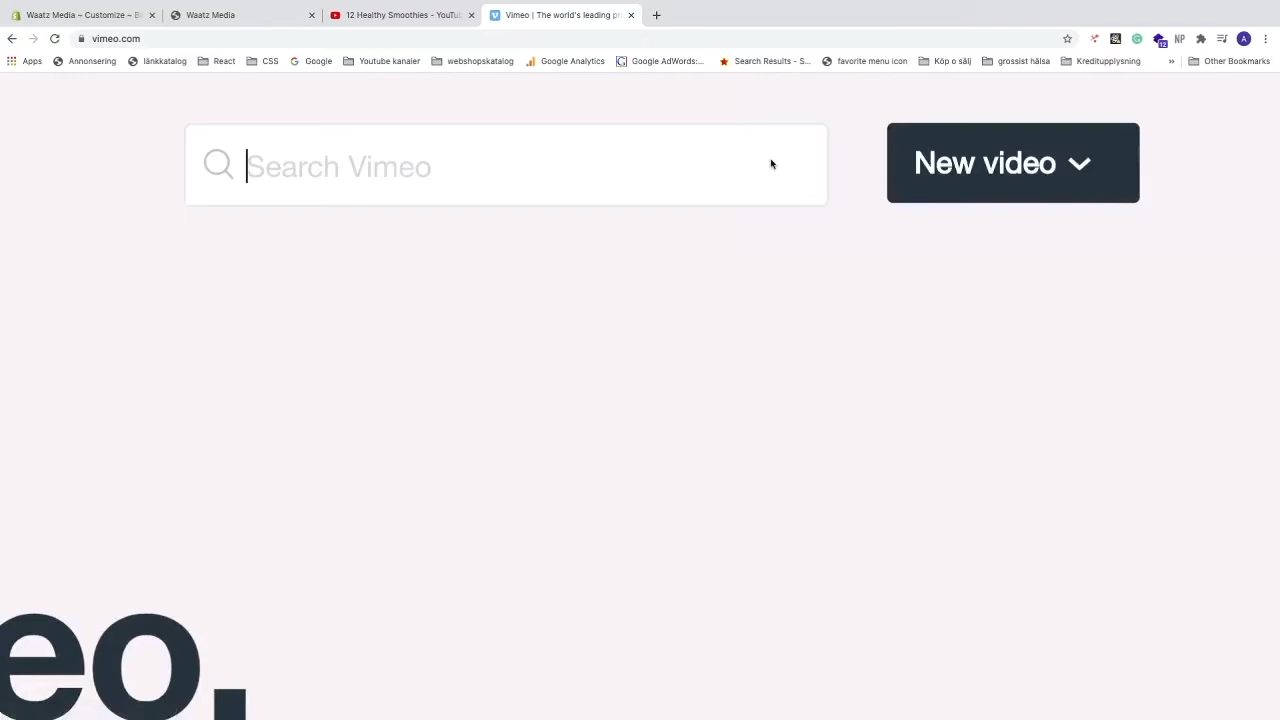 Waatz Media ~ Customize ~ B
Waatz Media
12 Healthy Smoothies - YouTu
Vimeo | The world's leading pr
vimeo.com
12
NP
A
Apps
Annonsering
länkkatalog
React
CSS
Google
Youtube kanaler
webshopskatalog
Google Analytics
Google AdWords:...
Search Results - S...
favorite menu icon
Köp o sälj
grossist hälsa
Kreditupplysning
»
Other Bookmarks
Search Vimeo
New video
eo.